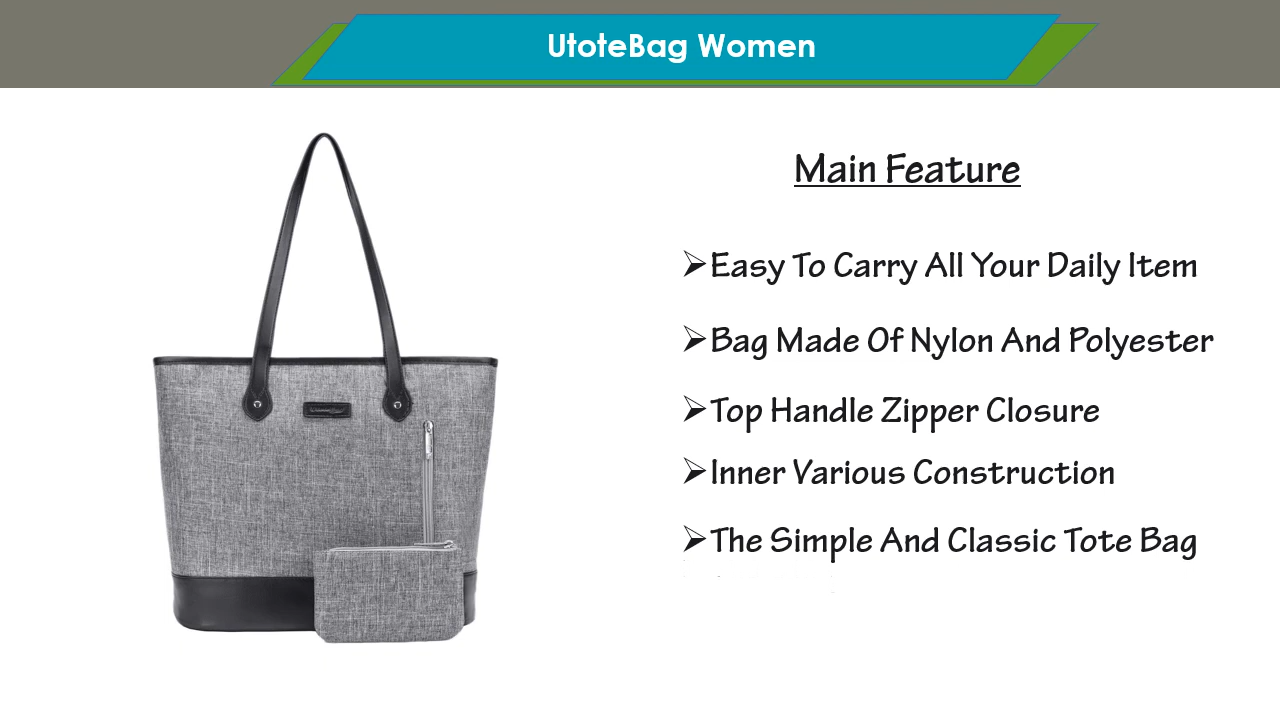 UtoteBag Women
Main Feature
➢Easy To Carry All Your Daily Item
➢Bag Made Of Nylon And Polyester
➢Top Handle Zipper Closure
➢Inner Various Construction
➢The Simple And Classic Tote Bag